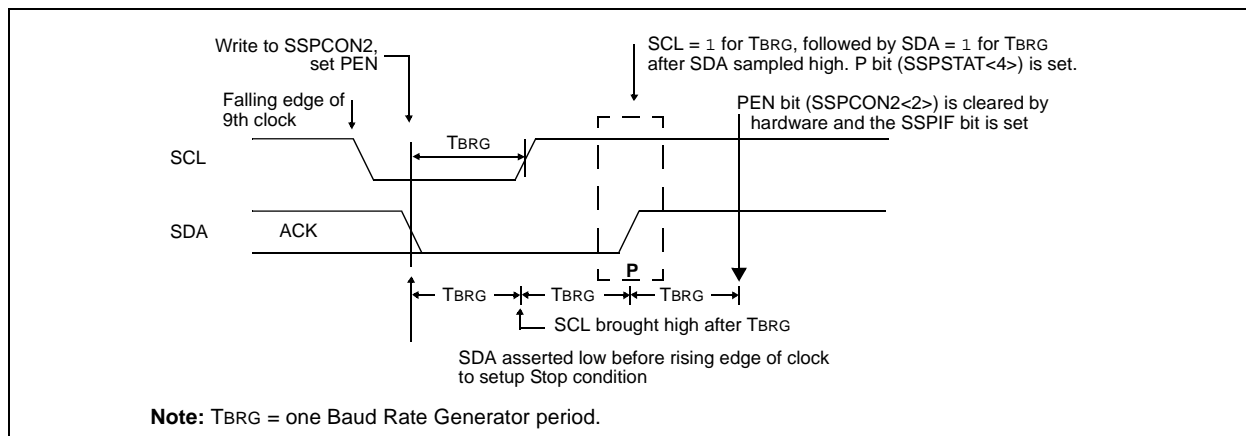 Write to SSPCON2,
set PEN
SCL = 1 for TBRG, followed by SDA = 1 for TBRG
after SDA sampled high. P bit (SSPSTAT<4>) is set.
Falling edge of
9th clock
PEN bit (SSPCON2<2>) is cleared by
hardware and the SSPIF bit is set
TBRG
SCL
SDA
ACK
P
TBRG
TBRG
TBRG
SCL brought high after TBRG
SDA asserted low before rising edge of clock
to setup Stop condition
Note: TBRG = one Baud Rate Generator period.